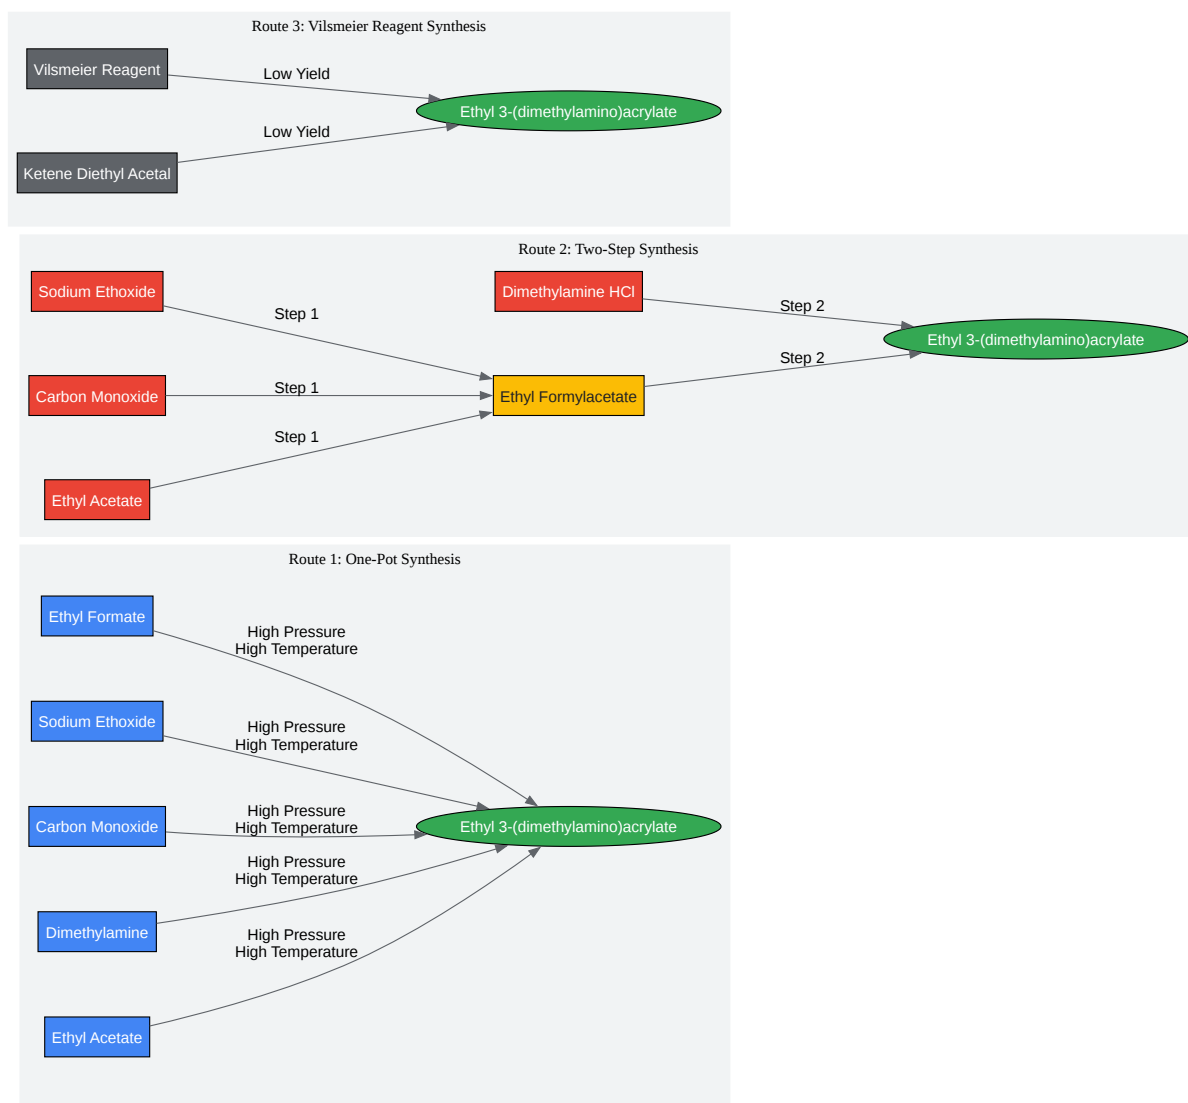 Route 3: Vilsmeier Reagent Synthesis
Vilsmeier Reagent
Low Yield
Ethyl 3-(dimethylamino)acrylate
Low Yield
Ketene Diethyl Acetal
Route 2: Two-Step Synthesis
Sodium Ethoxide
Dimethylamine HCl
Step 1
Step 2
Ethyl 3-(dimethylamino)acrylate
Step 2
Carbon Monoxide
Step 1
Ethyl Formylacetate
Step 1
Ethyl Acetate
Route 1: One-Pot Synthesis
Ethyl Formate
High Pressure
High Temperature
Sodium Ethoxide
High Pressure
High Temperature
Carbon Monoxide
High Pressure
High Temperature
Ethyl 3-(dimethylamino)acrylate
High Pressure
High Temperature
Dimethylamine
High Pressure
High Temperature
Ethyl Acetate